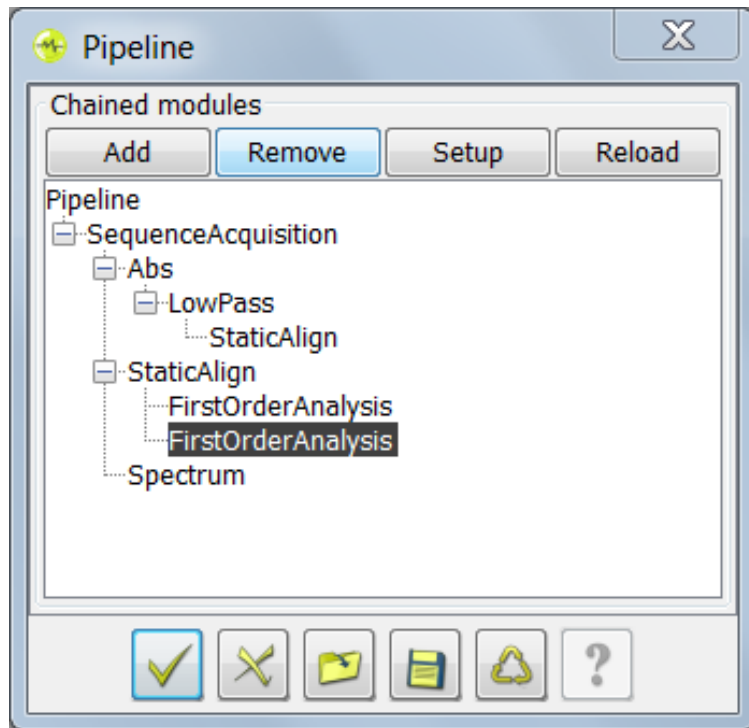 Pipeline
Chained modules
Add Remove Setup Reload
Pipeline
SequenceAcquisition
Abs
LowPass
StaticAlign
StaticAlign
FirstOrderAnalysis
FirstOrderAnalysis
Spectrum
?